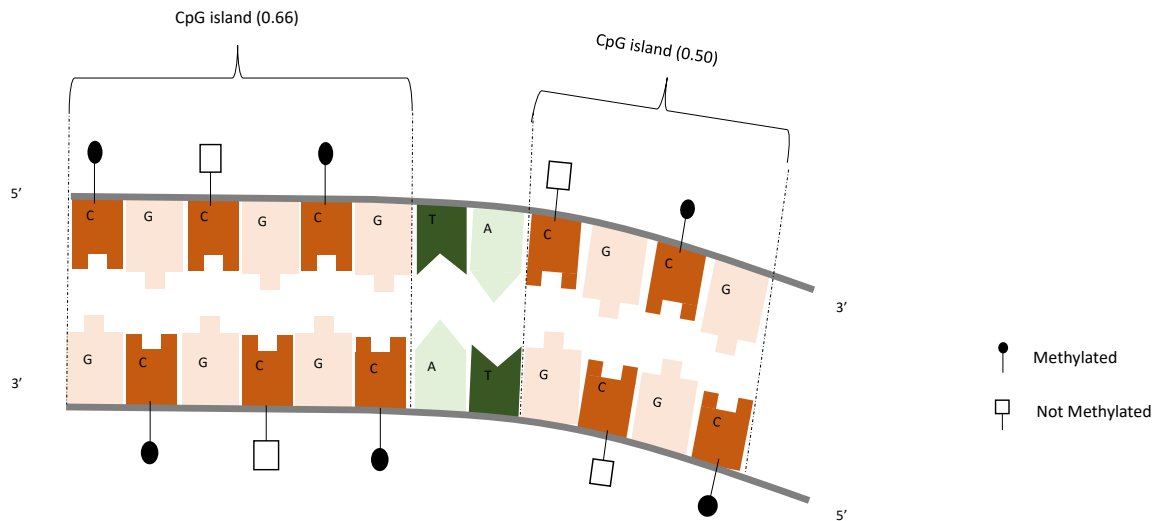 CpG island (0.66)
CpG island (0.50)
5’
C G C G C G T A C G C G
3’
G C G C G C A T G C G C
3’
5’
Methylated
Not Methylated